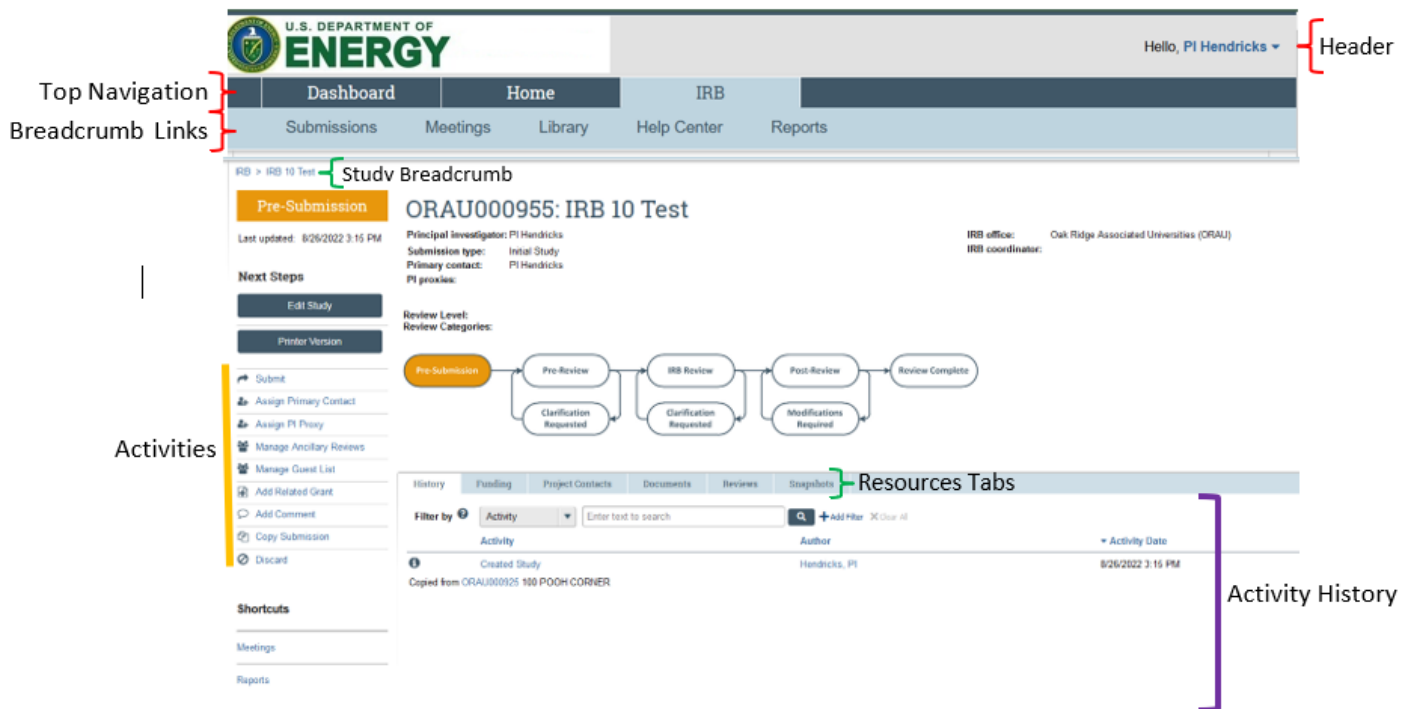 U.S. DEPARTMENT OF
ENERGY
Hello, PI Hendricks
Header
Top Navigation
Dashboard Home IRB
Breadcrumb Links
Submissions Meetings Library Help Center Reports
IRB > IRB 10 Test
Study Breadcrumb
Pre-Submission
ORAU000955: IRB 10 Test
Last updated: 8/26/2022 3:15 PM
Principal investigator: PI Hendricks
Submission type: Initial Study
Primary contact: PI Hendricks
PI proxies:
IRB office: Oak Ridge Associated Universities (ORAU)
IRB coordinator:
Next Steps
Edit Study
Printer Version
Review Level:
Review Categories:
Pre-Submission Pre-Review IRB Review Post-Review Review Complete
Clarification Requested Clarification Requested Modifications Required
Activities
Submit
Assign Primary Contact
Assign PI Proxy
Manage Ancillary Reviews
Manage Guest List
Add Related Grant
Add Comment
Copy Submission
Discard
History Funding Project Contacts Documents Reviews Snapshots
Resources Tabs
Filter by Activity Enter text to search Add Filter Clear All
Activity Author Activity Date
Created Study Hendricks, PI 8/26/2022 3:15 PM
Copied from ORAU000925 100 POOH CORNER
Activity History
Shortcuts
Meetings
Reports